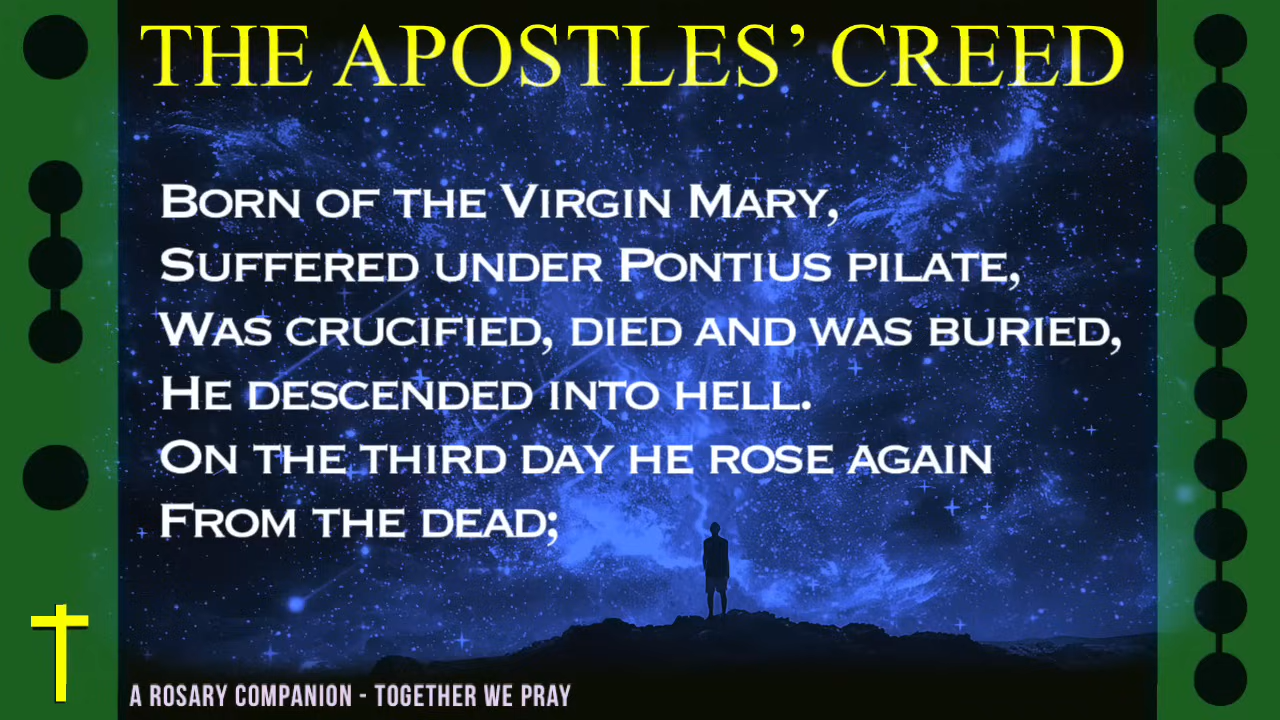 THE APOSTLES’ CREED
Born of the Virgin Mary,
Suffered under Pontius pilate,
Was crucified, died and was buried,
He descended into hell.
On the third day he rose again
From the dead;
A ROSARY COMPANION - TOGETHER WE PRAY